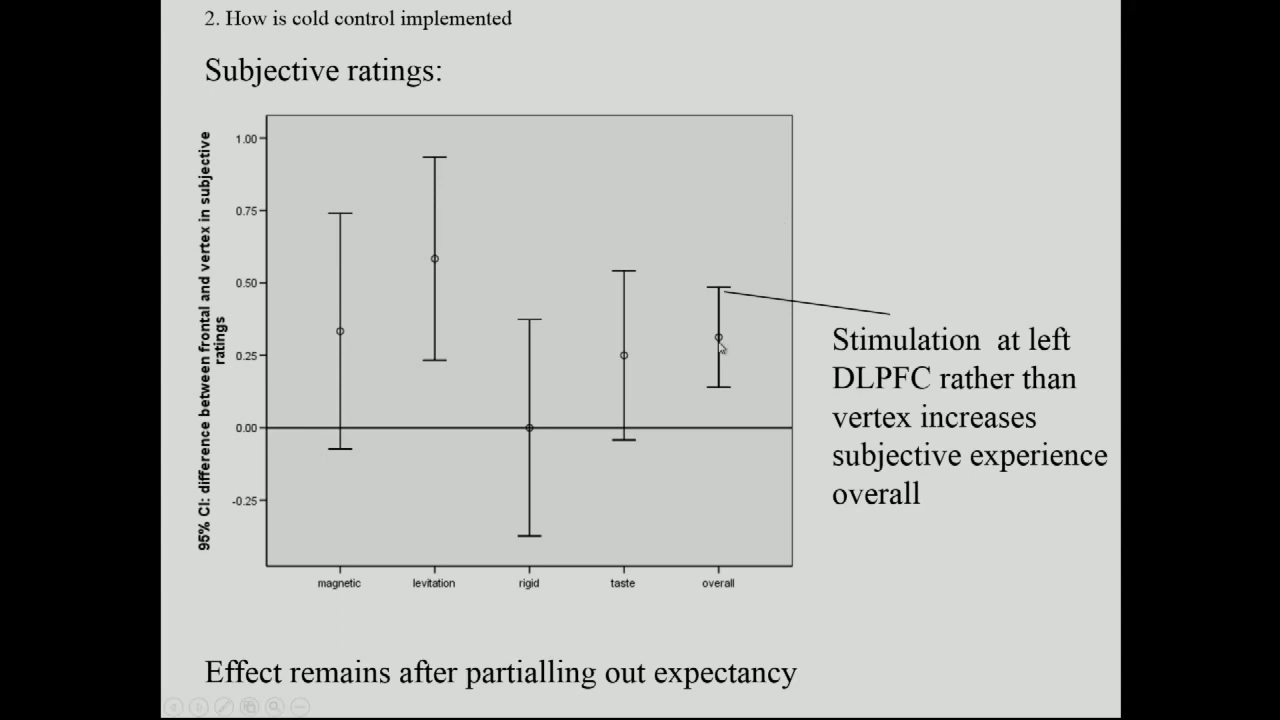 2. How is cold control implemented
Subjective ratings:
95% CI: difference between frontal and vertex in subjective
ratings
1.00
0.75
0.50
0.25
0.00
-0.25
magnetic
levitation
rigid
taste
overall
Stimulation at left
DLPFC rather than
vertex increases
subjective experience
overall
Effect remains after partialling out expectancy